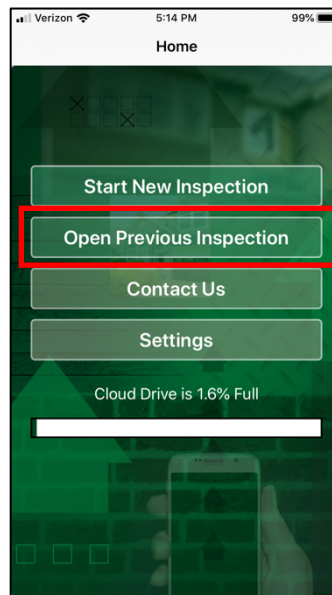 Verizon 5:14 PM 99%
Home
Start New Inspection
Open Previous Inspection
Contact Us
Settings
Cloud Drive is 1.6% Full